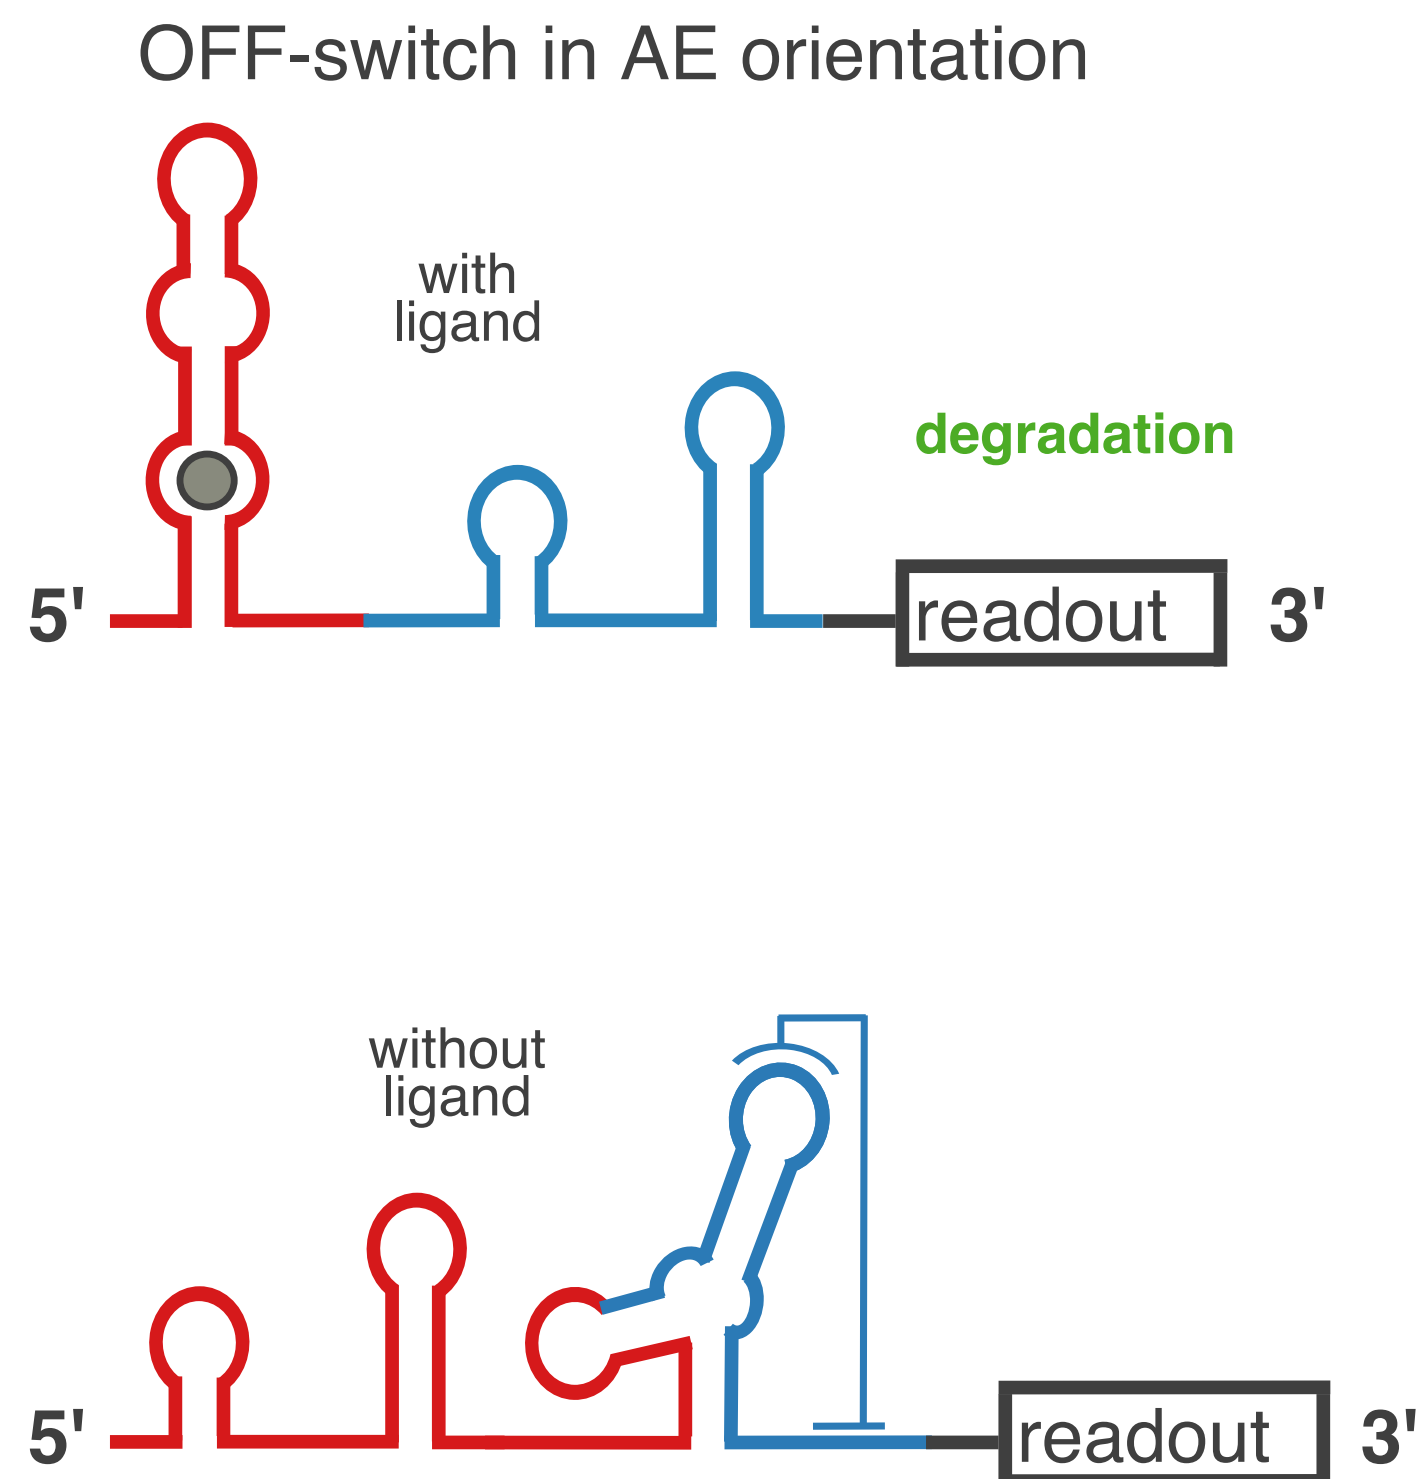 OFF-switch in AE orientation
with
ligand
degradation
5' readout 3'
without
ligand
5' readout 3'